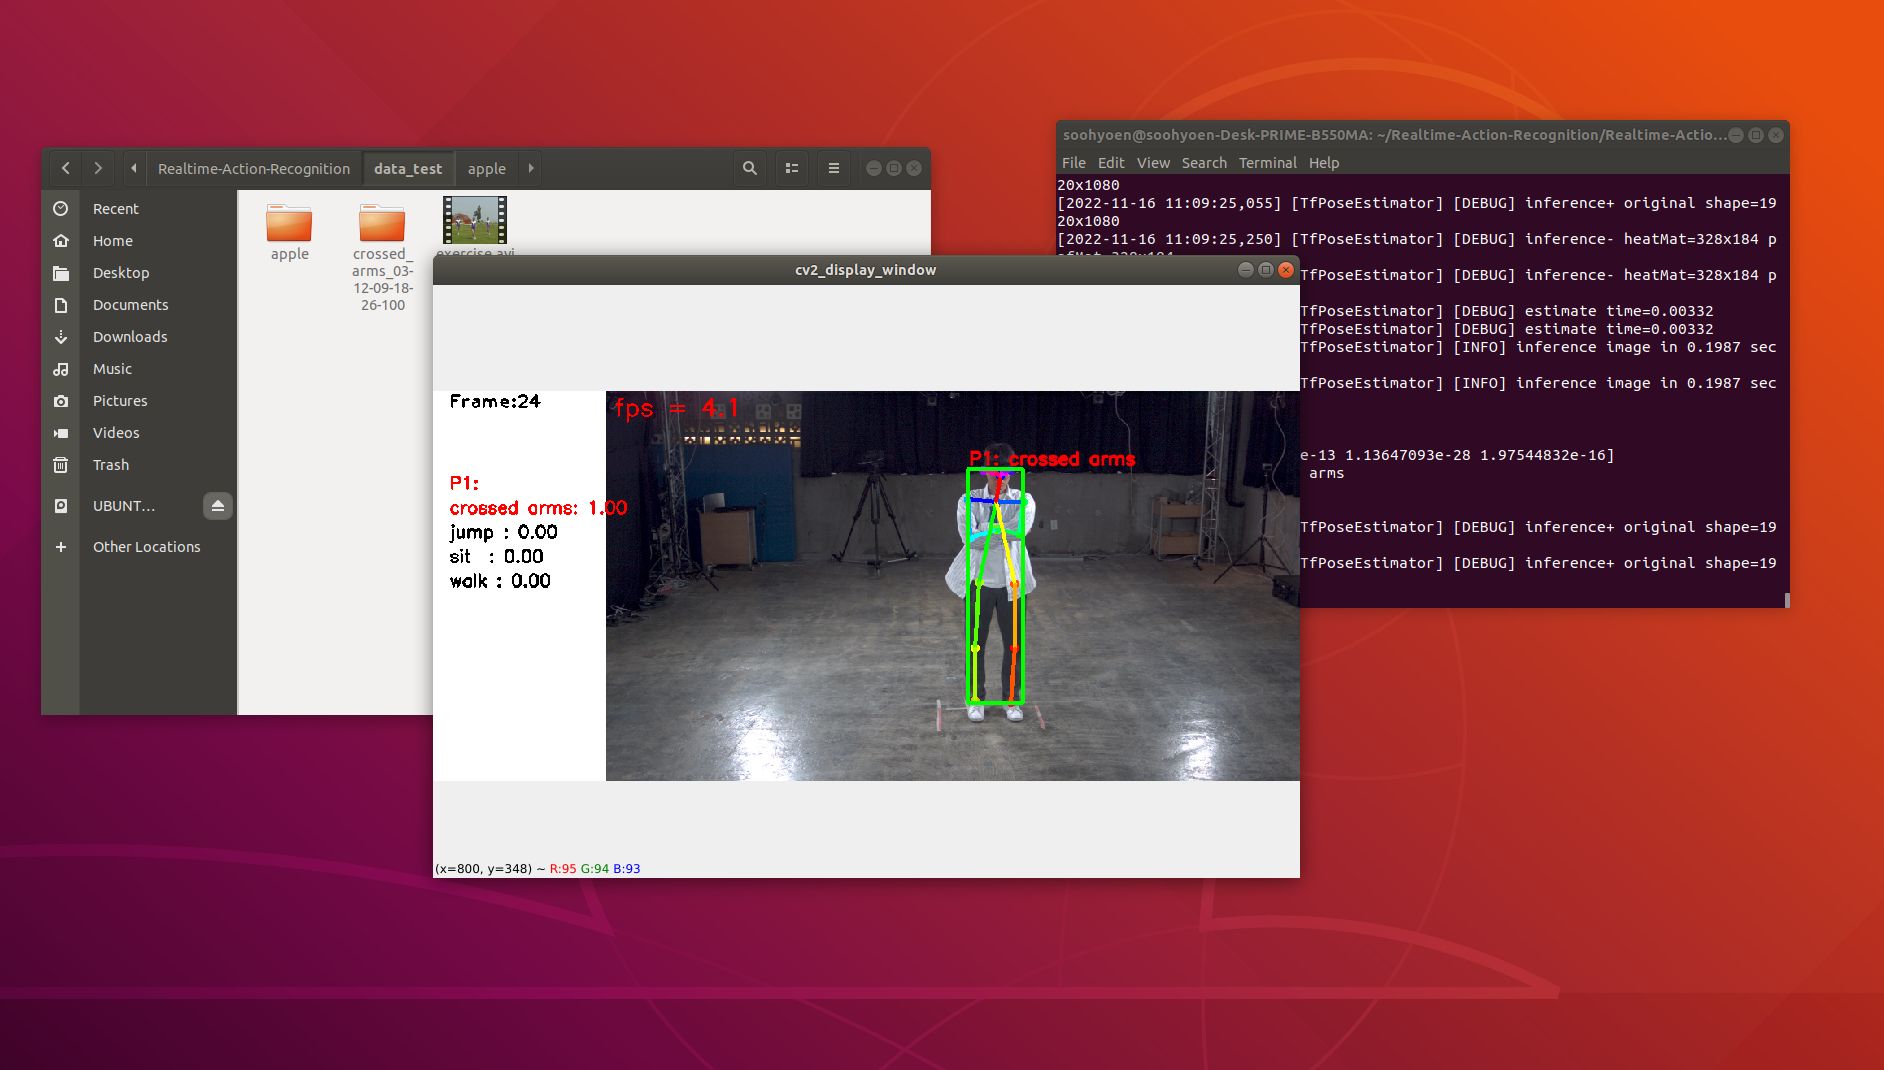 Realtime-Action-Recognition
data_test
apple
Recent
Home
Desktop
Documents
Downloads
Music
Pictures
Videos
Trash
UBUNT...
Other Locations
apple
crossed_
arms_03-
12-09-18-
26-100
exercise.avi
soohyoen@soohyoen-Desk-PRIME-B550MA: ~/Realtime-Action-Recognition/Realtime-Actio...
File Edit View Search Terminal Help
20x1080
[2022-11-16 11:09:25,055] [TfPoseEstimator] [DEBUG] inference+ original shape=19
20x1080
[2022-11-16 11:09:25,250] [TfPoseEstimator] [DEBUG] inference- heatMat=328x184 p
TfPoseEstimator] [DEBUG] inference- heatMat=328x184 p
TfPoseEstimator] [DEBUG] estimate time=0.00332
TfPoseEstimator] [DEBUG] estimate time=0.00332
TfPoseEstimator] [INFO] inference image in 0.1987 sec
TfPoseEstimator] [INFO] inference image in 0.1987 sec
e-13 1.13647093e-28 1.97544832e-16]
arms
TfPoseEstimator] [DEBUG] inference+ original shape=19
TfPoseEstimator] [DEBUG] inference+ original shape=19
cv2_display_window
Frame:24
fps = 4.1
P1: crossed arms
P1:
crossed arms: 1.00
jump : 0.00
sit : 0.00
walk : 0.00
(x=800, y=348) ~ R:95 G:94 B:93